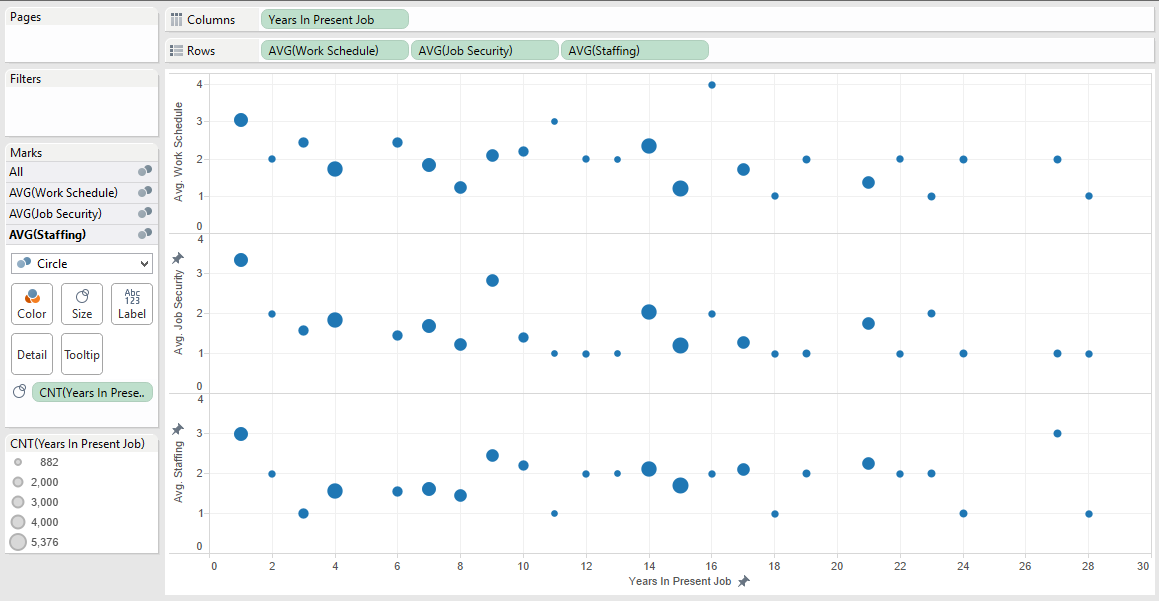 Pages
Columns
Years In Present Job
Rows
AVG(Work Schedule)
AVG(Job Security)
AVG(Staffing)
Filters
Marks
All
AVG(Work Schedule)
AVG(Job Security)
AVG(Staffing)
Circle
Color
Size
Abc
123
Label
Detail
Tooltip
CNT(Years In Prese..
CNT(Years In Present Job)
882
2,000
3,000
4,000
5,376
Avg. Work Schedule
4
3
2
1
0
Avg. Job Security
4
3
2
1
0
Avg. Staffing
4
3
2
1
0
0 2 4 6 8 10 12 14 16 18 20 22 24 26 28 30
Years In Present Job